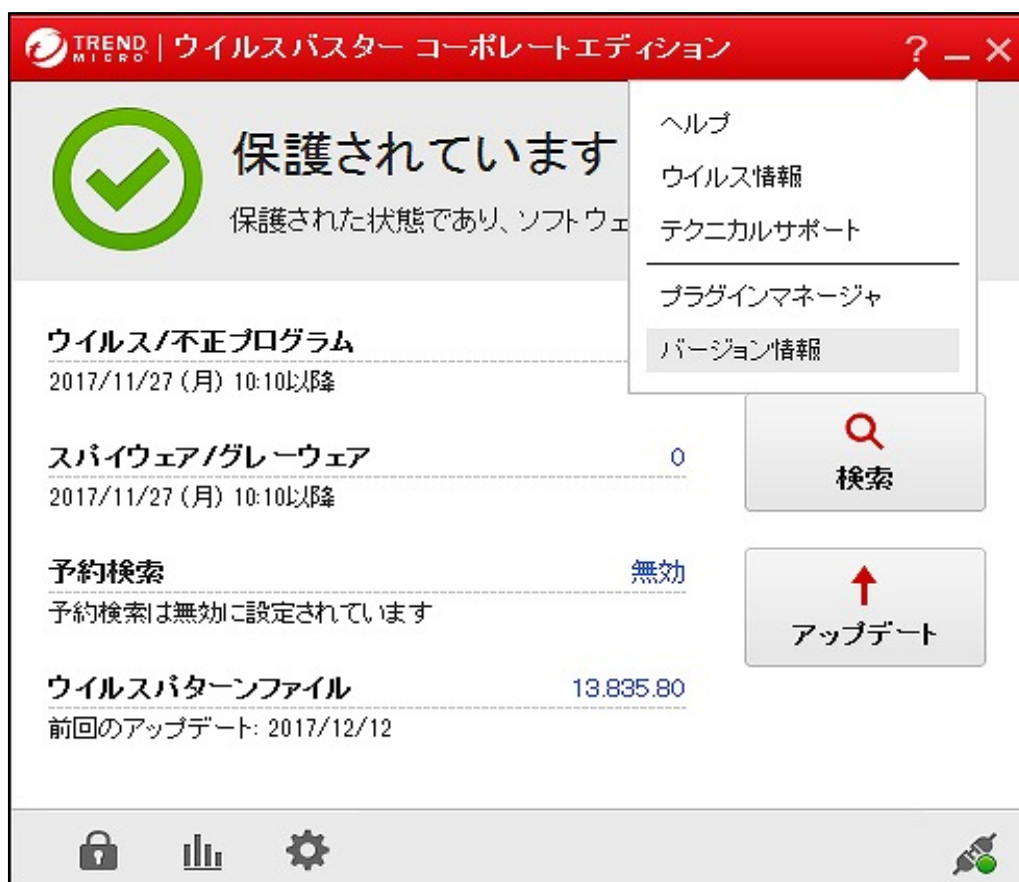 TREND MICRO | ウイルスバスター コーポレートエディション ?
ヘルプ
ウイルス情報
テクニカルサポート
プラグインマネージャ
バージョン情報
保護されています
保護された状態であり、ソフトウェ
ウイルス/不正プログラム
2017/11/27 (月) 10:10以降
スパイウェア/グレーウェア 0
2017/11/27 (月) 10:10以降
検索
予約検索 無効
予約検索は無効に設定されています
アップデート
ウイルスパターンファイル 13.835.80
前回のアップデート: 2017/12/12